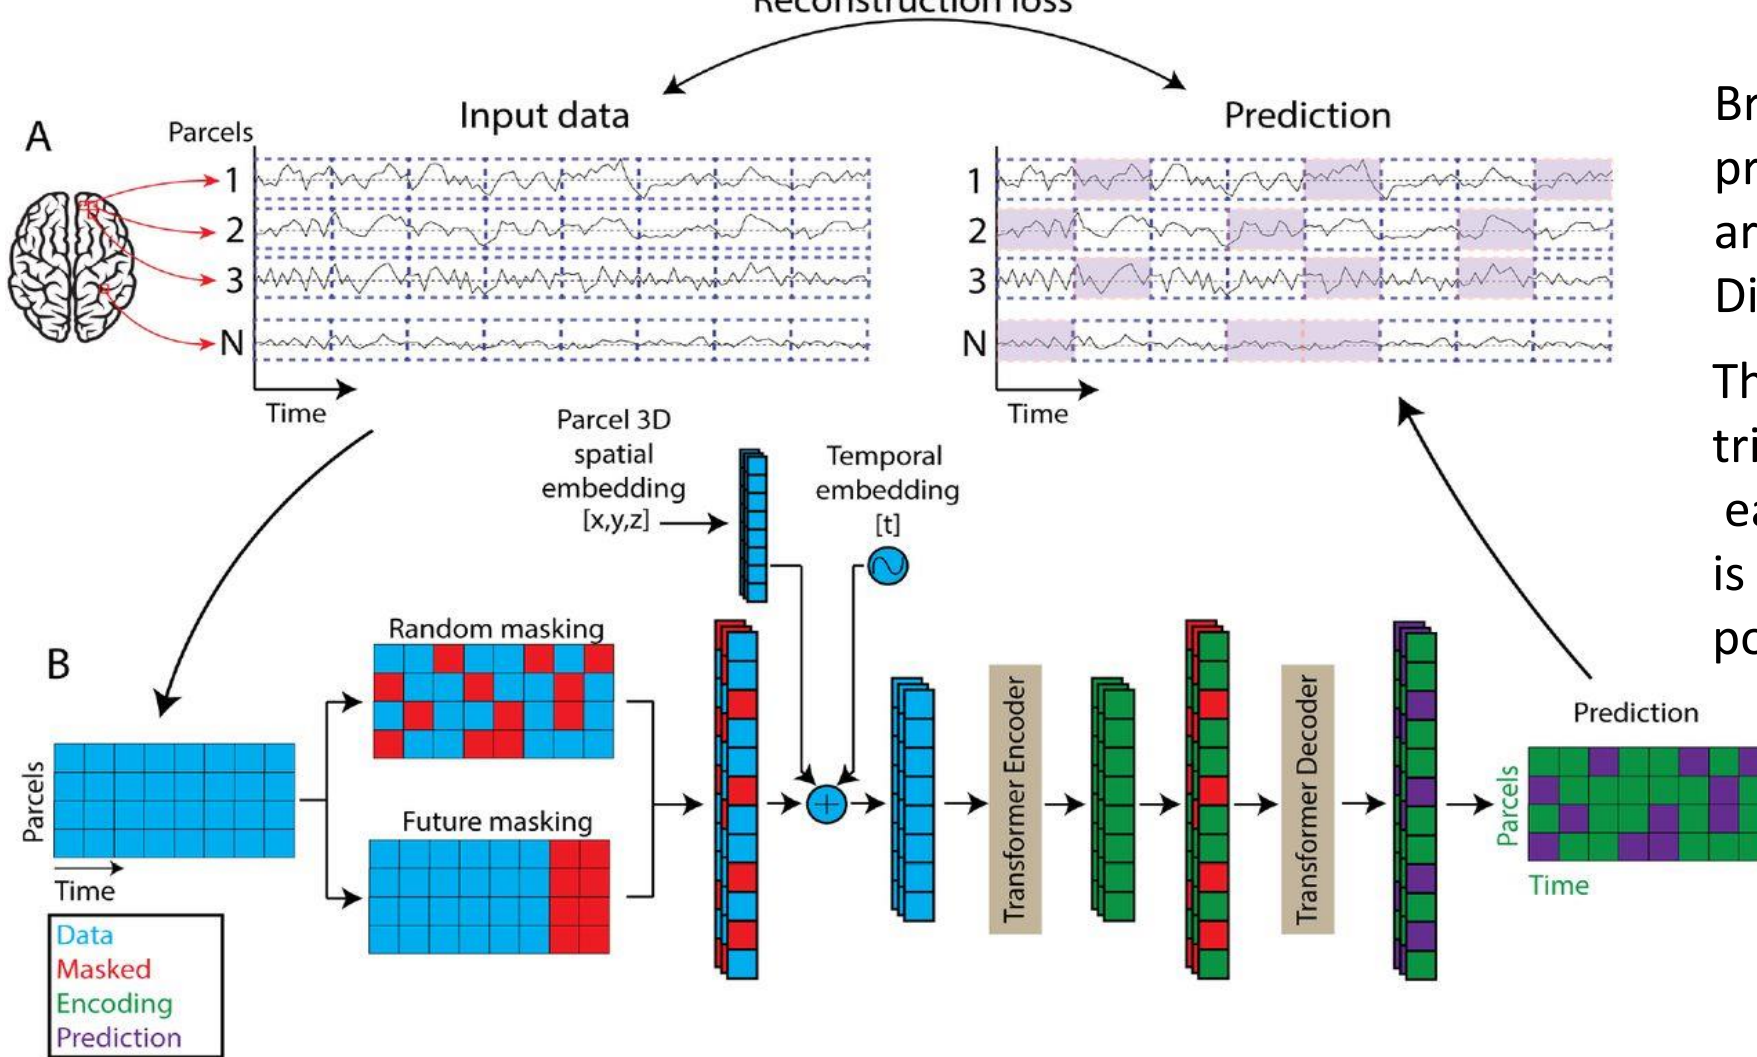 Reconstruction loss
A
Parcels
Input data
Prediction
1
2
3
N
Time
1
2
3
N
Time
Parcel 3D
spatial
embedding
[x,y,z]
Temporal
embedding
[t]
B
Random masking
Future masking
Parcels
Time
Transformer Encoder
Transformer Decoder
Prediction
Parcels
Time
Data
Masked
Encoding
Prediction
is